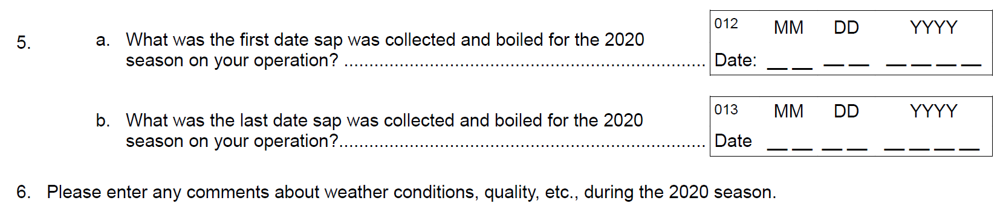 5. a. What was the first date sap was collected and boiled for the 2020
season on your operation? ........................................................................
012 MM DD YYYY
Date: __ __ __ __ __ __ __ __
b. What was the last date sap was collected and boiled for the 2020
season on your operation?.........................................................................
013 MM DD YYYY
Date __ __ __ __ __ __ __ __
6. Please enter any comments about weather conditions, quality, etc., during the 2020 season.